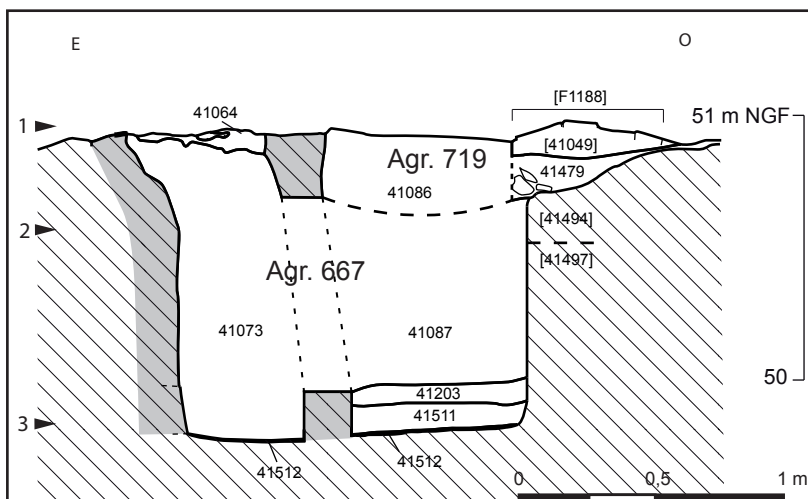 E
O
41064
[F1188]
1
51 m NGF
[41049]
Agr. 719
41479
41086
[41494]
2
[41497]
Agr. 667
41073
41087
50
41203
41511
3
41512
41512
0
0,5
1 m